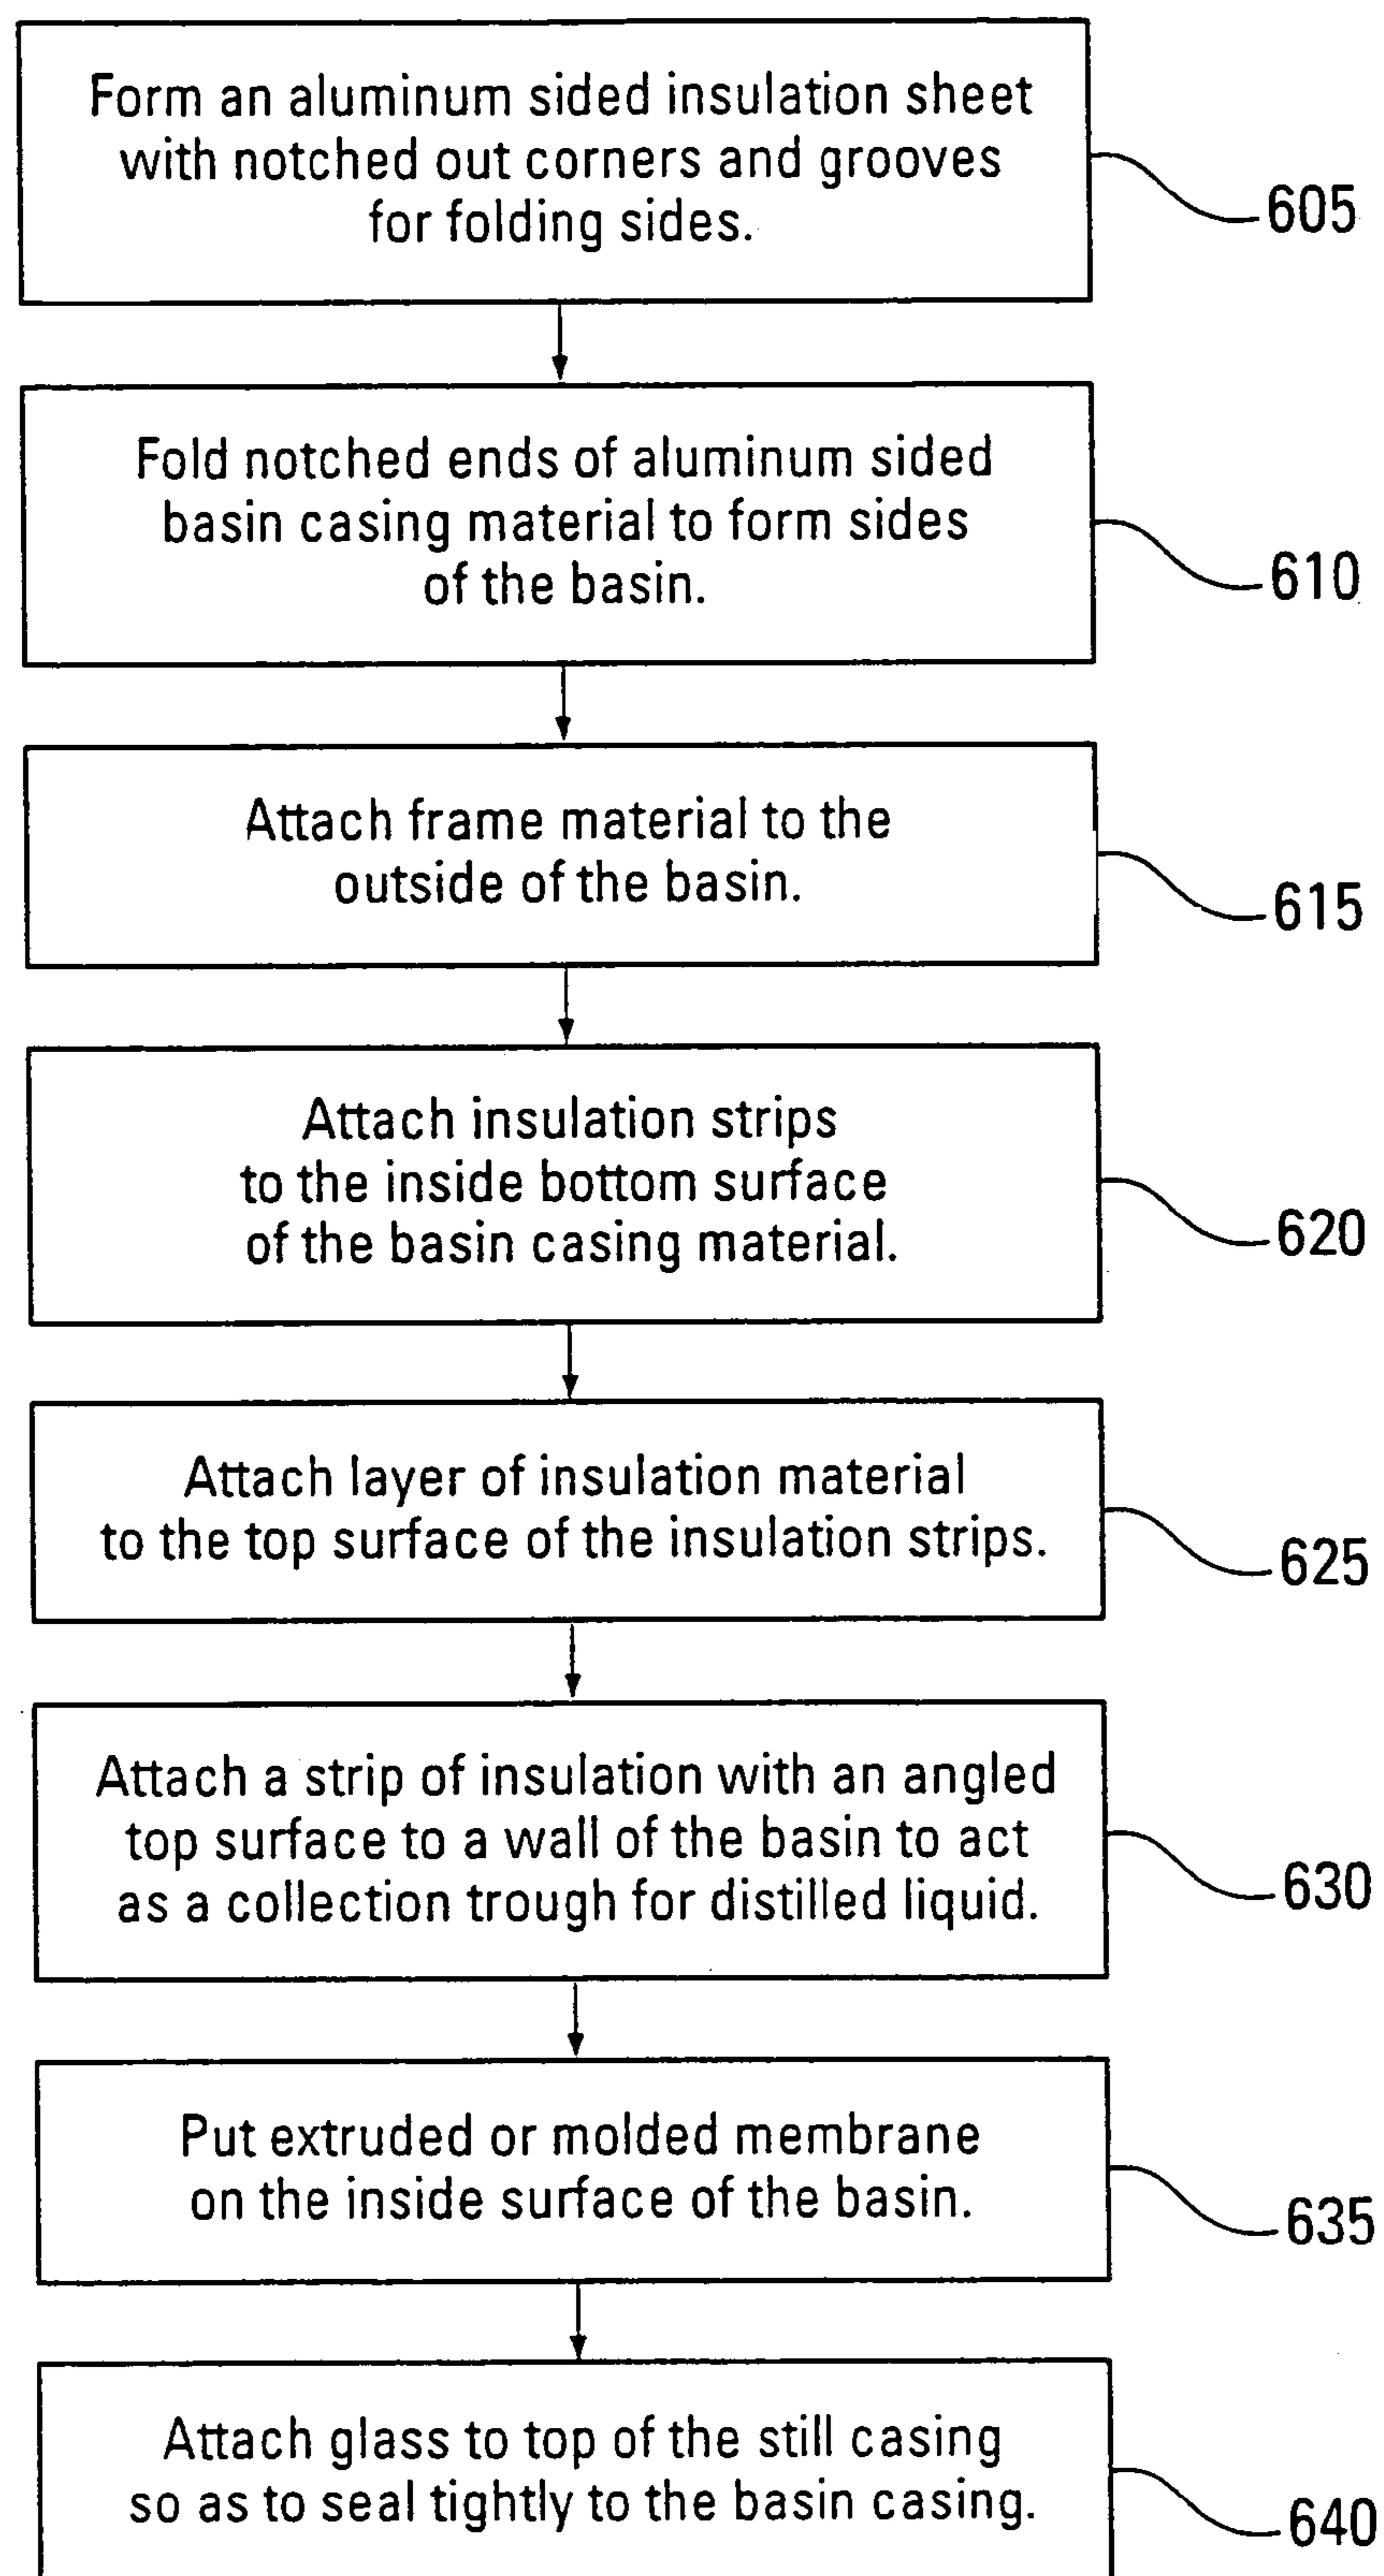 Form an aluminum sided insulation sheet
with notched out corners and grooves
for folding sides.
605
Fold notched ends of aluminum sided
basin casing material to form sides
of the basin.
610
Attach frame material to the
outside of the basin.
615
Attach insulation strips
to the inside bottom surface
of the basin casing material.
620
Attach layer of insulation material
to the top surface of the insulation strips.
625
Attach a strip of insulation with an angled
top surface to a wall of the basin to act
as a collection trough for distilled liquid.
630
Put extruded or molded membrane
on the inside surface of the basin.
635
Attach glass to top of the still casing
so as to seal tightly to the basin casing.
640